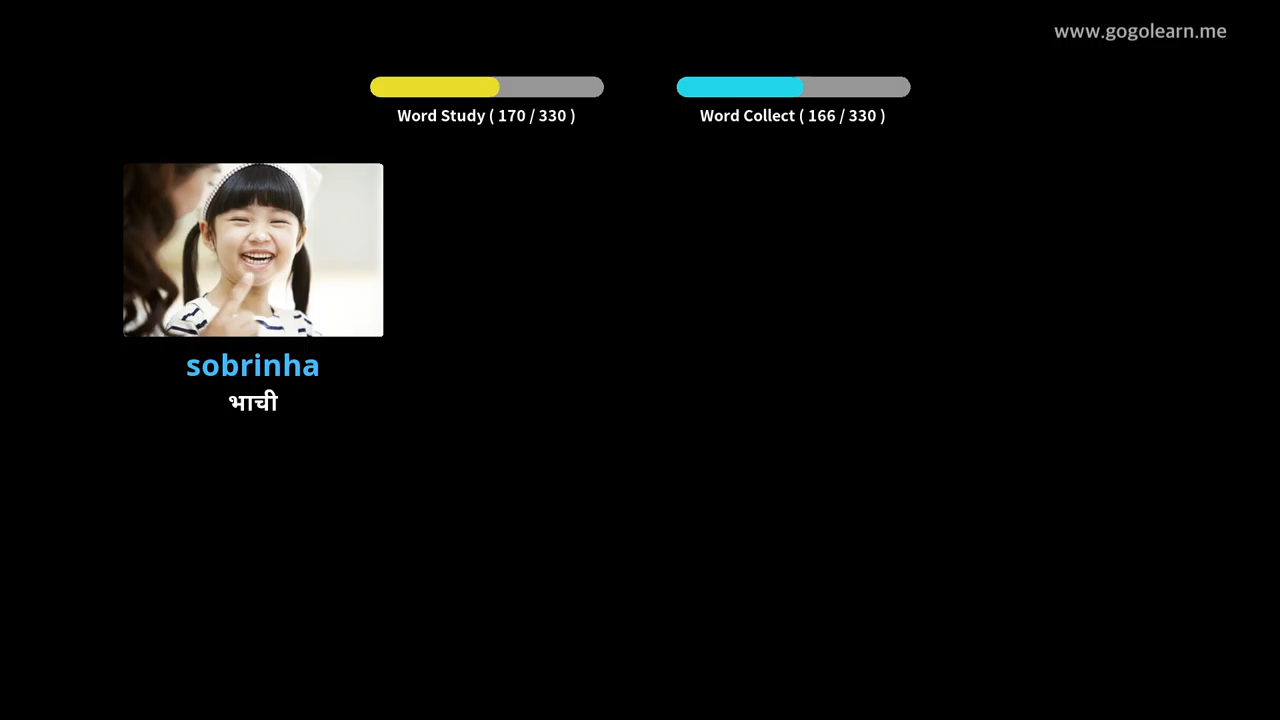 www.gogolearn.me
Word Study ( 170 / 330 )
Word Collect ( 166 / 330 )
sobrinha
भाची